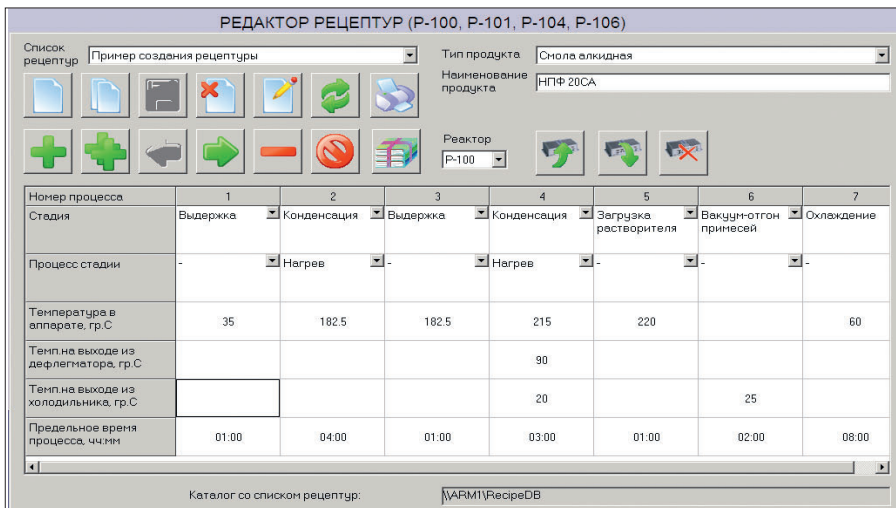 РЕДАКТОР РЕЦЕПТУР (Р-100, Р-101, Р-104, Р-106)
Список рецептур Пример создания рецептуры
Тип продукта Смола алкидная
Наименование продукта НПФ 20СА
Реактор
Р-100
Номер процесса 1 2 3 4 5 6 7
Стадия Выдержка Конденсация Выдержка Конденсация Загрузка растворителя Вакуум-отгон примесей Охлаждение
Процесс стадии - Нагрев - Нагрев - - -
Температура в аппарате, гр.С 35 182.5 182.5 215 220 60
Темп.на выходе из дефлегматора, гр.С 90
Темп.на выходе из холодильника, гр.С 20 25
Предельное время процесса, чч:мм 01:00 04:00 01:00 03:00 01:00 02:00 08:00
Каталог со списком рецептур: \\ARM1\RecipeDB